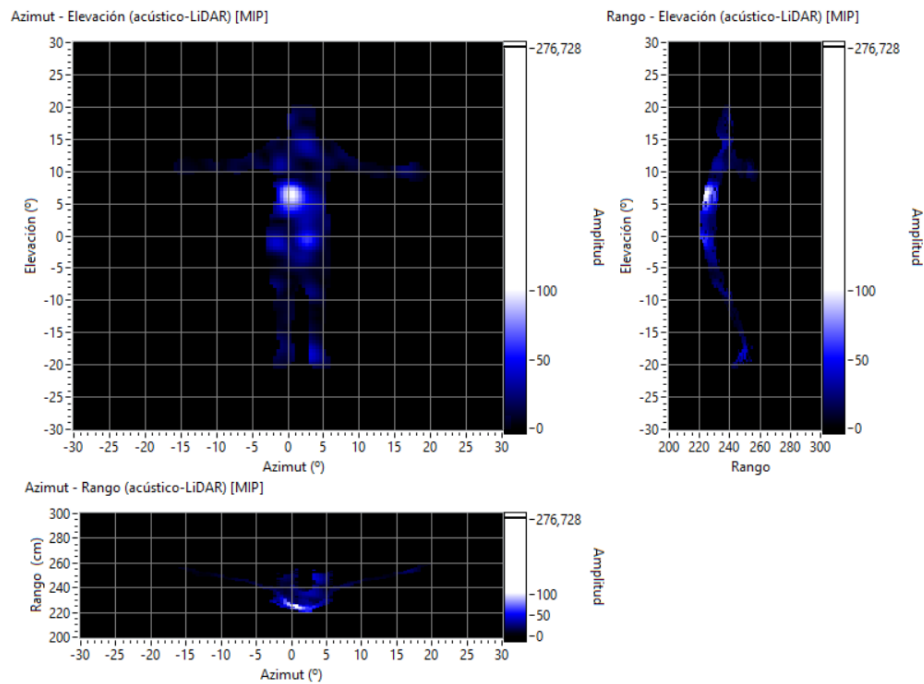 Azimut - Elevación (acústico-LiDAR) [MIP]
30
25
20
15
10
5
0
-5
-10
-15
-20
-25
-30
Elevación (º)
-30 -25 -20 -15 -10 -5 0 5 10 15 20 25 30
Azimut (º)
276,728
100
50
0
Amplitud
Rango - Elevación (acústico-LiDAR) [MIP]
30
25
20
15
10
5
0
-5
-10
-15
-20
-25
-30
Elevación (º)
200 220 240 260 280 300
Rango
276,728
100
50
0
Amplitud
Azimut - Rango (acústico-LiDAR) [MIP]
300
280
260
240
220
200
Rango (cm)
-30 -25 -20 -15 -10 -5 0 5 10 15 20 25 30
Azimut (º)
276,728
100
50
0
Amplitud